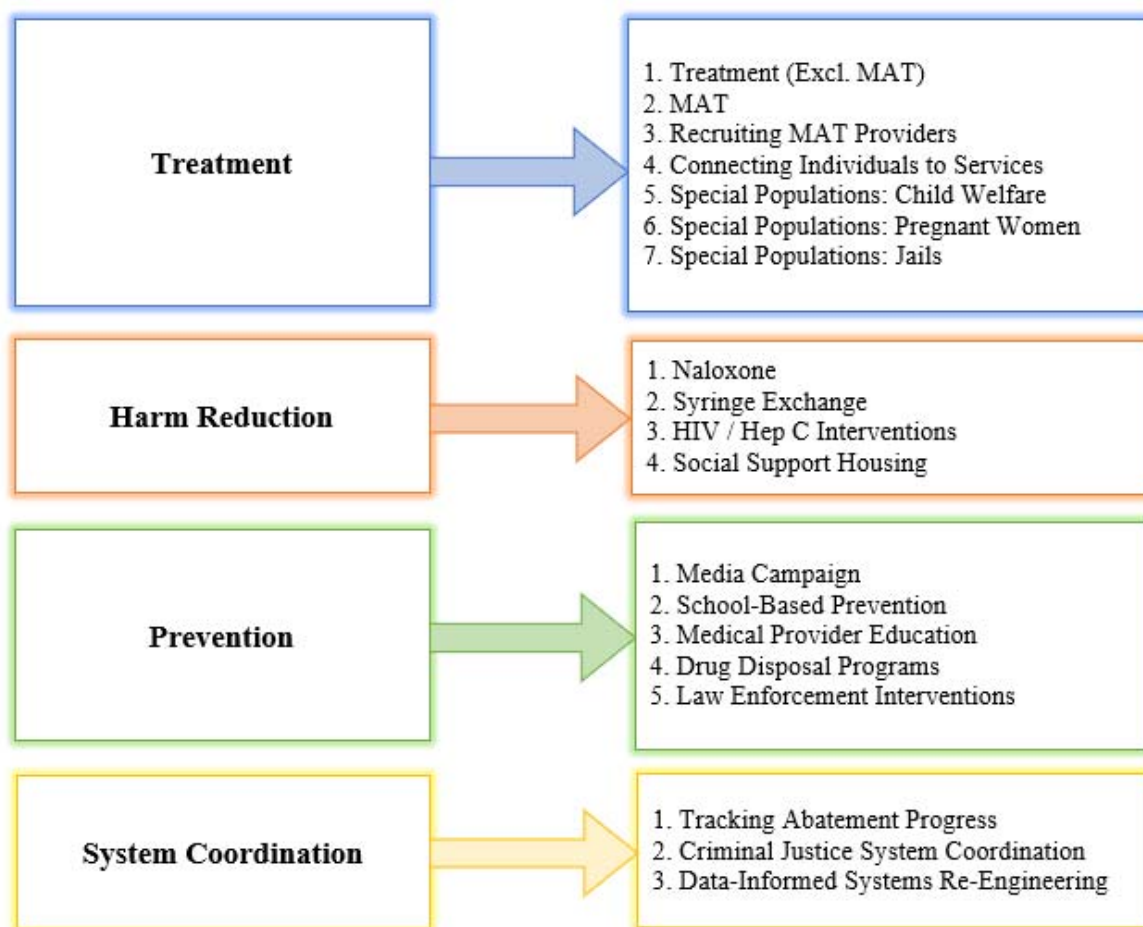 Treatment
1. Treatment (Excl. MAT)
2. MAT
3. Recruiting MAT Providers
4. Connecting Individuals to Services
5. Special Populations: Child Welfare
6. Special Populations: Pregnant Women
7. Special Populations: Jails
Harm Reduction
1. Naloxone
2. Syringe Exchange
3. HIV / Hep C Interventions
4. Social Support Housing
Prevention
1. Media Campaign
2. School-Based Prevention
3. Medical Provider Education
4. Drug Disposal Programs
5. Law Enforcement Interventions
System Coordination
1. Tracking Abatement Progress
2. Criminal Justice System Coordination
3. Data-Informed Systems Re-Engineering